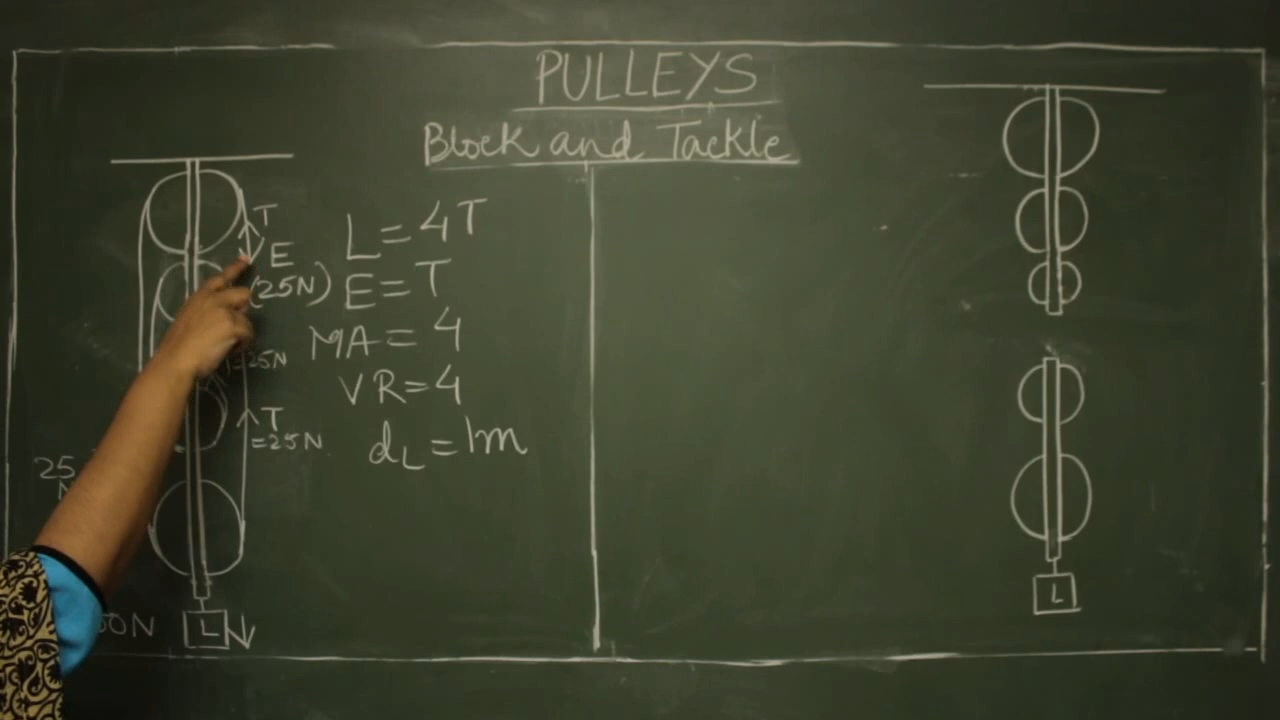 PULLEYS
Block and Tackle
T
E
(25N)
L = 4T
E = T
MA = 4
=25N
VR = 4
T
=25N
dL = 1m
25
L
L